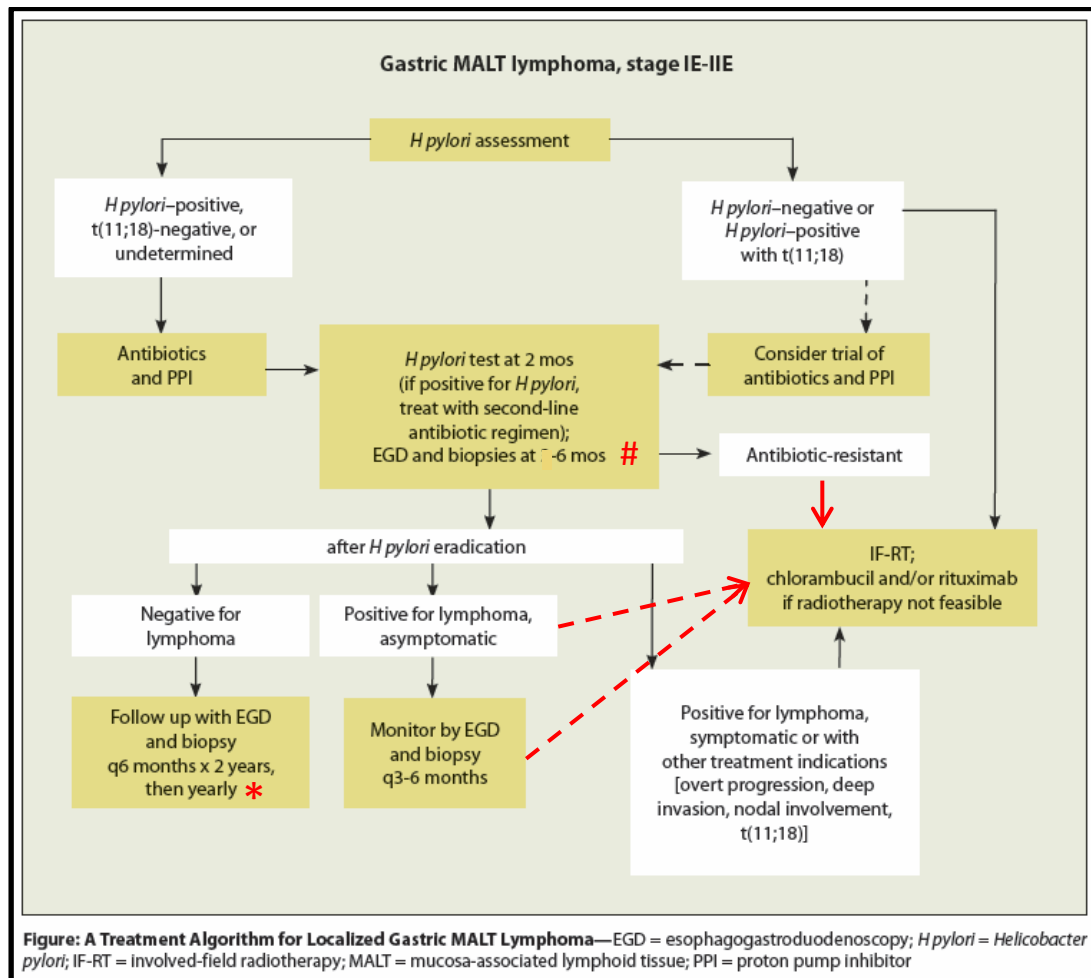 Gastric MALT lymphoma, stage IE-IIE
H pylori assessment
H pylori–positive,
t(11;18)-negative, or
undetermined
H pylori–negative or
H pylori–positive
with t(11;18)
Antibiotics
and PPI
H pylori test at 2 mos
(if positive for H pylori,
treat with second-line
antibiotic regimen);
EGD and biopsies at -6 mos #
Consider trial of
antibiotics and PPI
Antibiotic-resistant
after H pylori eradication
IF-RT;
chlorambucil and/or rituximab
if radiotherapy not feasible
Negative for
lymphoma
Positive for lymphoma,
asymptomatic
Follow up with EGD
and biopsy
q6 months x 2 years,
then yearly *
Monitor by EGD
and biopsy
q3-6 months
Positive for lymphoma,
symptomatic or with
other treatment indications
[overt progression, deep
invasion, nodal involvement,
t(11;18)]
Figure: A Treatment Algorithm for Localized Gastric MALT Lymphoma—EGD = esophagogastroduodenoscopy; H pylori = Helicobacter
pylori; IF-RT = involved-field radiotherapy; MALT = mucosa-associated lymphoid tissue; PPI = proton pump inhibitor